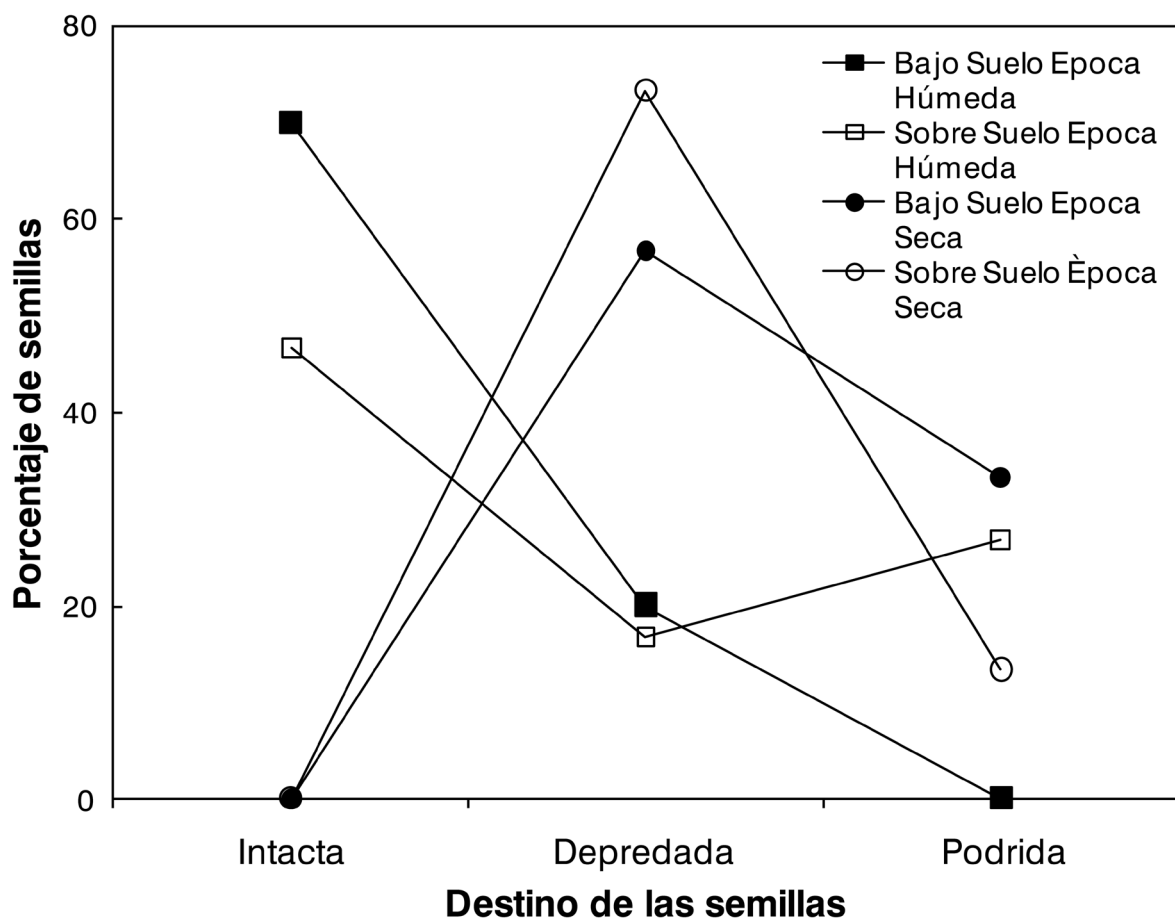 80
60
40
20
0
Porcentaje de semillas
Bajo Suelo Epoca
Húmeda
Sobre Suelo Epoca
Húmeda
Bajo Suelo Epoca
Seca
Sobre Suelo Època
Seca
Intacta
Depredada
Podrida
Destino de las semillas